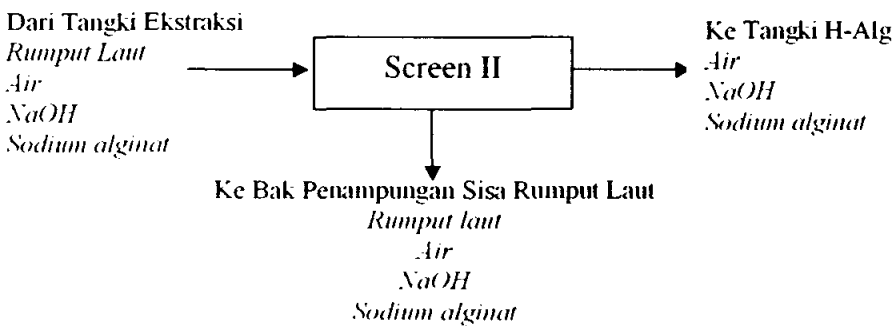 Dari Tangki Ekstraksi
Rumput Laut
Air
NaOH
Sodium alginat
Screen II
Ke Tangki H-Alg
Air
NaOH
Sodium alginat
Ke Bak Penampungan Sisa Rumput Laut
Rumput laut
Air
NaOH
Sodium alginat